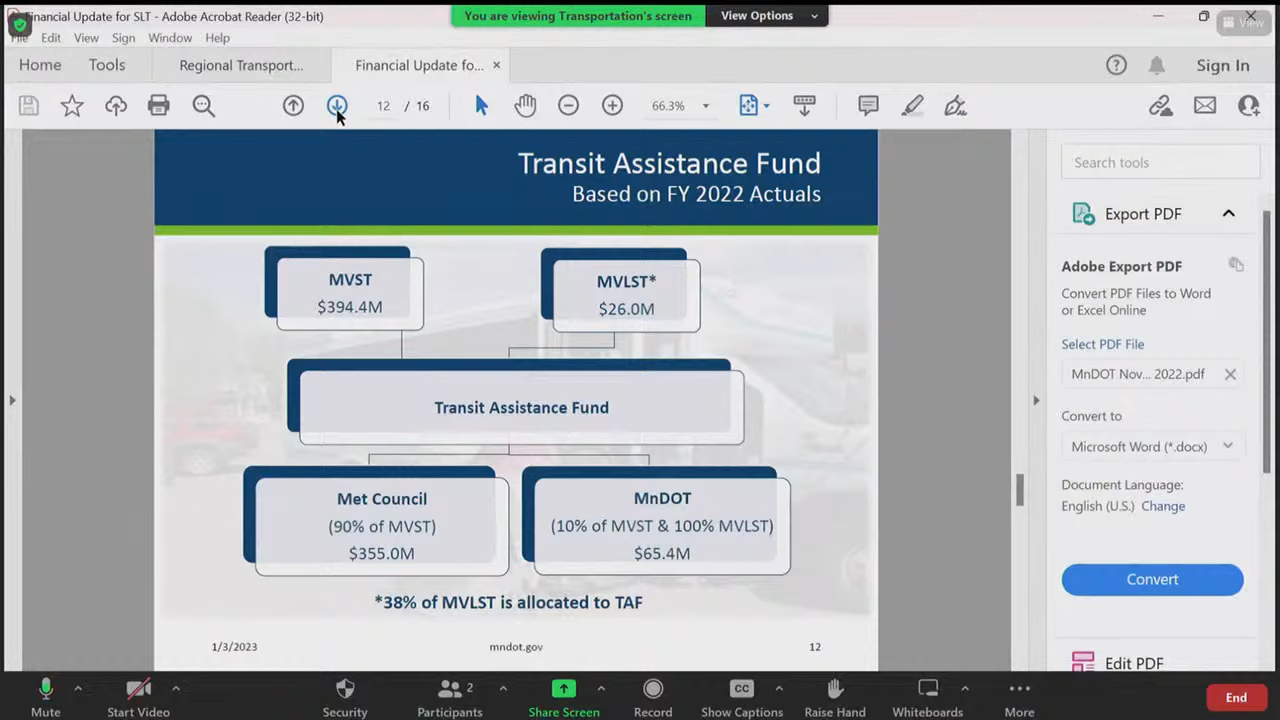 Financial Update for SLT - Adobe Acrobat Reader (32-bit)
You are viewing Transportation's screen
View Options
View
File Edit View Sign Window Help
Home Tools Regional Transport... Financial Update fo... × Sign In
12 / 16 66.3%
Transit Assistance Fund
Based on FY 2022 Actuals
MVST
$394.4M
MVLST*
$26.0M
Transit Assistance Fund
Met Council
(90% of MVST)
$355.0M
MnDOT
(10% of MVST & 100% MVLST)
$65.4M
*38% of MVLST is allocated to TAF
1/3/2023 mndot.gov 12
Search tools
Export PDF
Adobe Export PDF
Convert PDF Files to Word
or Excel Online
Select PDF File
MnDOT Nov... 2022.pdf
Convert to
Microsoft Word (*.docx)
Document Language:
English (U.S.) Change
Convert
Edit PDF
Mute Start Video Security Participants 2 Share Screen Record CC Show Captions Raise Hand Whiteboards More End